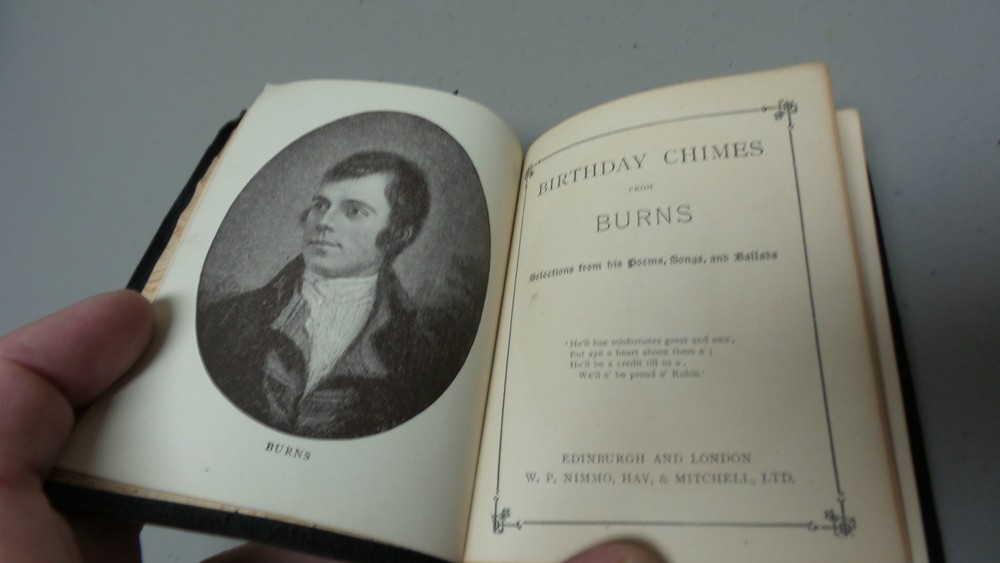 BURNS
BIRTHDAY CHIMES
FROM
BURNS
Selections from his Poems, Songs, and Ballads
'He'll hae misfortunes great and sma',
But aye a heart aboon them a';
He'll be a credit till us a',
We'll a' be proud o' Robin.'
EDINBURGH AND LONDON
W. P. NIMMO, HAY, & MITCHELL, LTD.